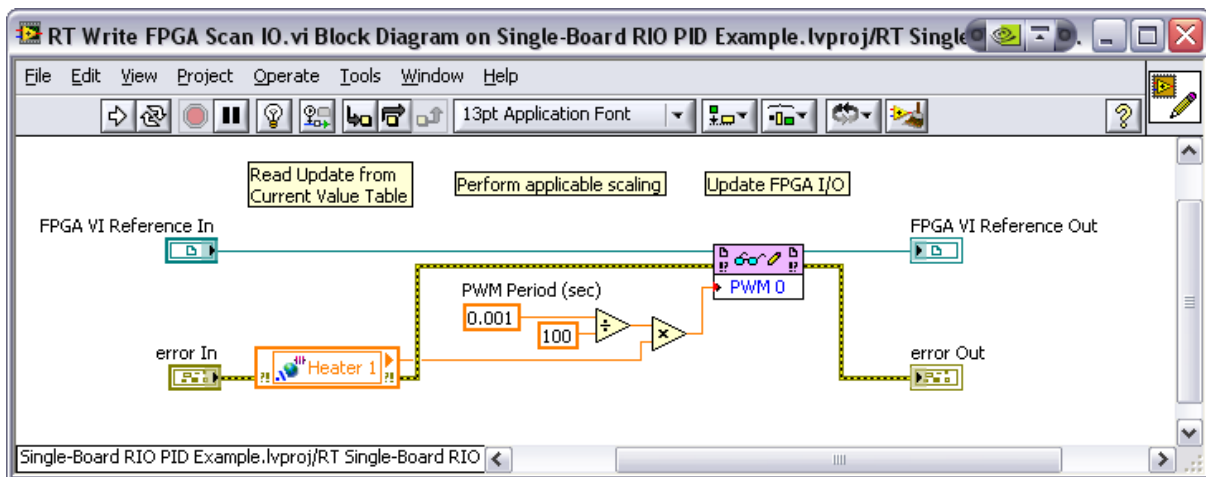 RT Write FPGA Scan IO.vi Block Diagram on Single-Board RIO PID Example.lvproj/RT Single
File Edit View Project Operate Tools Window Help
13pt Application Font
Read Update from
Current Value Table
Perform applicable scaling
Update FPGA I/O
FPGA VI Reference In
FPGA VI Reference Out
PWM 0
PWM Period (sec)
0.001
100
error In
Heater 1
error Out
Single-Board RIO PID Example.lvproj/RT Single-Board RIO